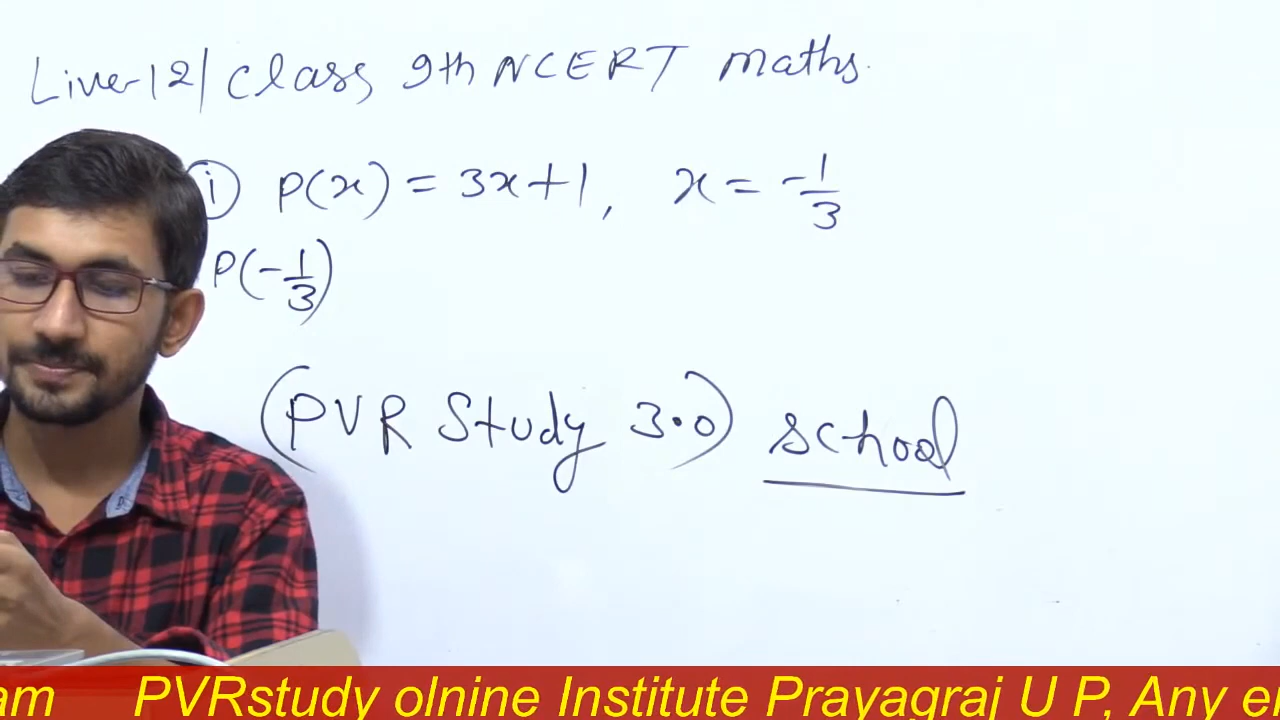 Live-12/ Class 9th NCERT maths.
(i) P(x) = 3x+1, x = -1/3
P(-1/3)
(PVR Study 3.0) school
am PVRstudy olnine Institute Prayagraj U P, Any